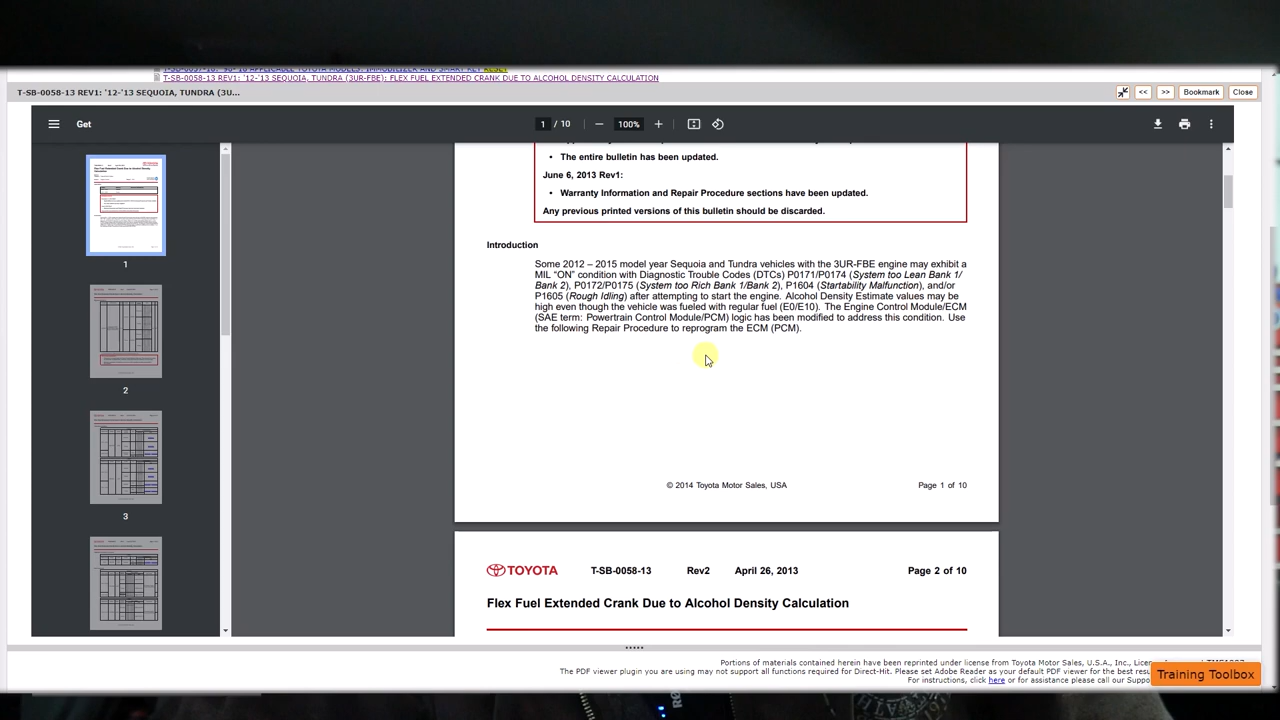 T-SB-0058-13 REV1: '12-'13 SEQUOIA, TUNDRA (3UR-FBE): FLEX FUEL EXTENDED CRANK DUE TO ALCOHOL DENSITY CALCULATION
T-SB-0058-13 REV1: '12-'13 SEQUOIA, TUNDRA (3U...
<< >> Bookmark Close
Get 1 / 10 100%
• The entire bulletin has been updated.
June 6, 2013 Rev1:
• Warranty Information and Repair Procedure sections have been updated.
Any previous printed versions of this bulletin should be discarded.
Introduction
Some 2012 – 2015 model year Sequoia and Tundra vehicles with the 3UR-FBE engine may exhibit a
MIL “ON” condition with Diagnostic Trouble Codes (DTCs) P0171/P0174 (System too Lean Bank 1/
Bank 2), P0172/P0175 (System too Rich Bank 1/Bank 2), P1604 (Startability Malfunction), and/or
P1605 (Rough Idling) after attempting to start the engine. Alcohol Density Estimate values may be
high even though the vehicle was fueled with regular fuel (E0/E10). The Engine Control Module/ECM
(SAE term: Powertrain Control Module/PCM) logic has been modified to address this condition. Use
the following Repair Procedure to reprogram the ECM (PCM).
© 2014 Toyota Motor Sales, USA Page 1 of 10
TOYOTA T-SB-0058-13 Rev2 April 26, 2013 Page 2 of 10
Flex Fuel Extended Crank Due to Alcohol Density Calculation
1
2
3
Portions of materials contained herein have been reprinted under license from Toyota Motor Sales, U.S.A., Inc.,
The PDF viewer plugin you are using may not support all functions required for Direct-Hit. Please set Adobe Reader as your default PDF viewer for the best
For instructions, click here or for assistance please call our
Training Toolbox